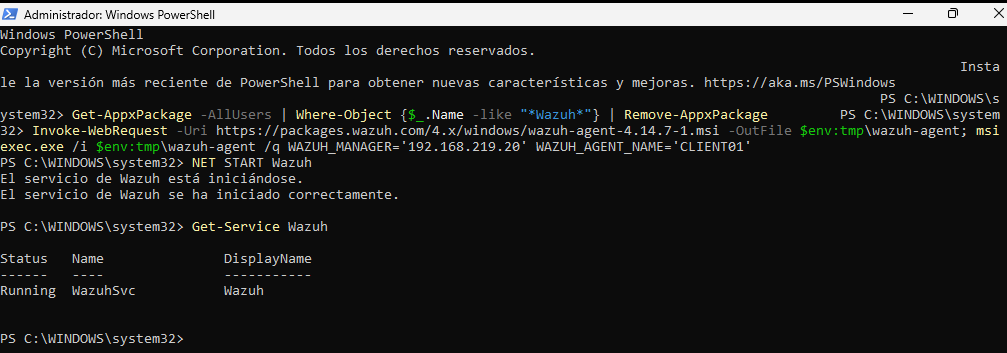 Administrador: Windows PowerShell
Windows PowerShell
Copyright (C) Microsoft Corporation. Todos los derechos reservados.
Insta
le la versión más reciente de PowerShell para obtener nuevas características y mejoras. https://aka.ms/PSWindows
PS C:\WINDOWS\s
ystem32> Get-AppxPackage -AllUsers | Where-Object {$_.Name -like "*Wazuh*"} | Remove-AppxPackage PS C:\WINDOWS\system
32> Invoke-WebRequest -Uri https://packages.wazuh.com/4.x/windows/wazuh-agent-4.14.7-1.msi -OutFile $env:tmp\wazuh-agent; msi
exec.exe /i $env:tmp\wazuh-agent /q WAZUH_MANAGER='192.168.219.20' WAZUH_AGENT_NAME='CLIENT01'
PS C:\WINDOWS\system32> NET START Wazuh
El servicio de Wazuh está iniciándose.
El servicio de Wazuh se ha iniciado correctamente.
PS C:\WINDOWS\system32> Get-Service Wazuh
Status Name DisplayName
------ ---- -----------
Running WazuhSvc Wazuh
PS C:\WINDOWS\system32>